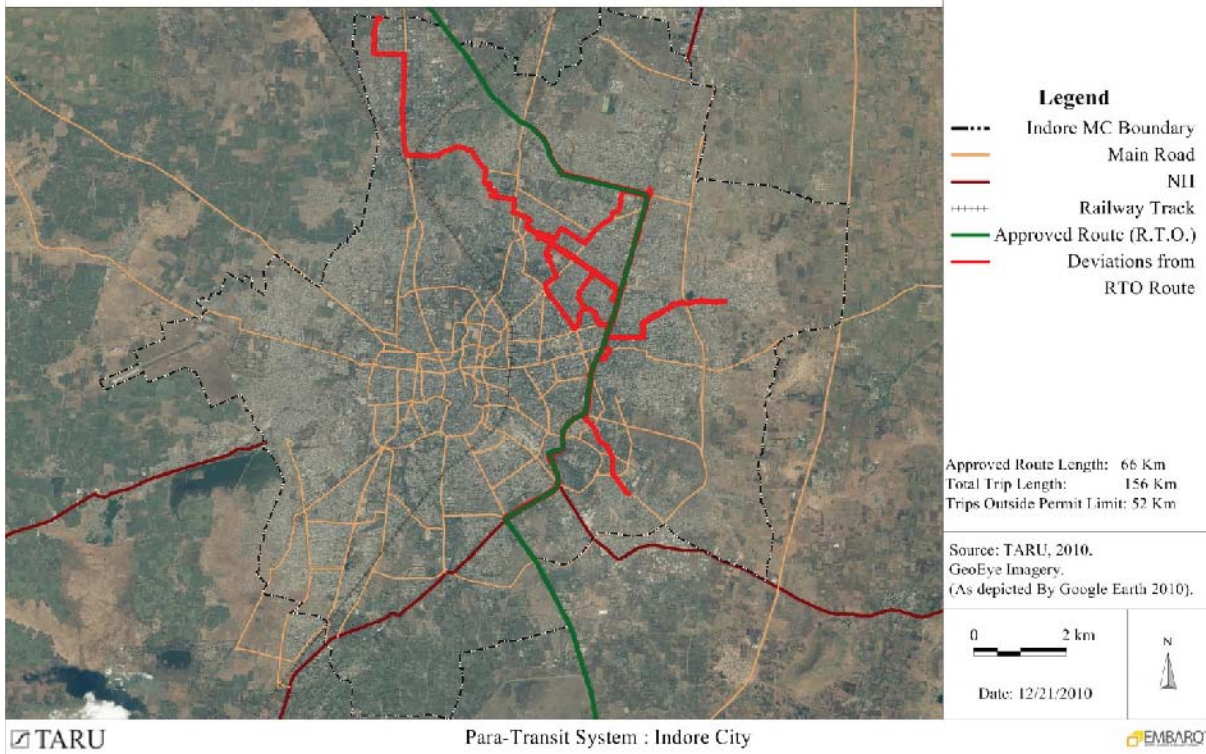 Legend
Indore MC Boundary
Main Road
NH
Railway Track
Approved Route (R.T.O.)
Deviations from
RTO Route
Approved Route Length: 66 Km
Total Trip Length: 156 Km
Trips Outside Permit Limit: 52 Km
Source: TARU, 2010.
GeoEye Imagery.
(As depicted By Google Earth 2010).
0 2 km
N
Date: 12/21/2010
TARU
Para-Transit System : Indore City
EMBARQ